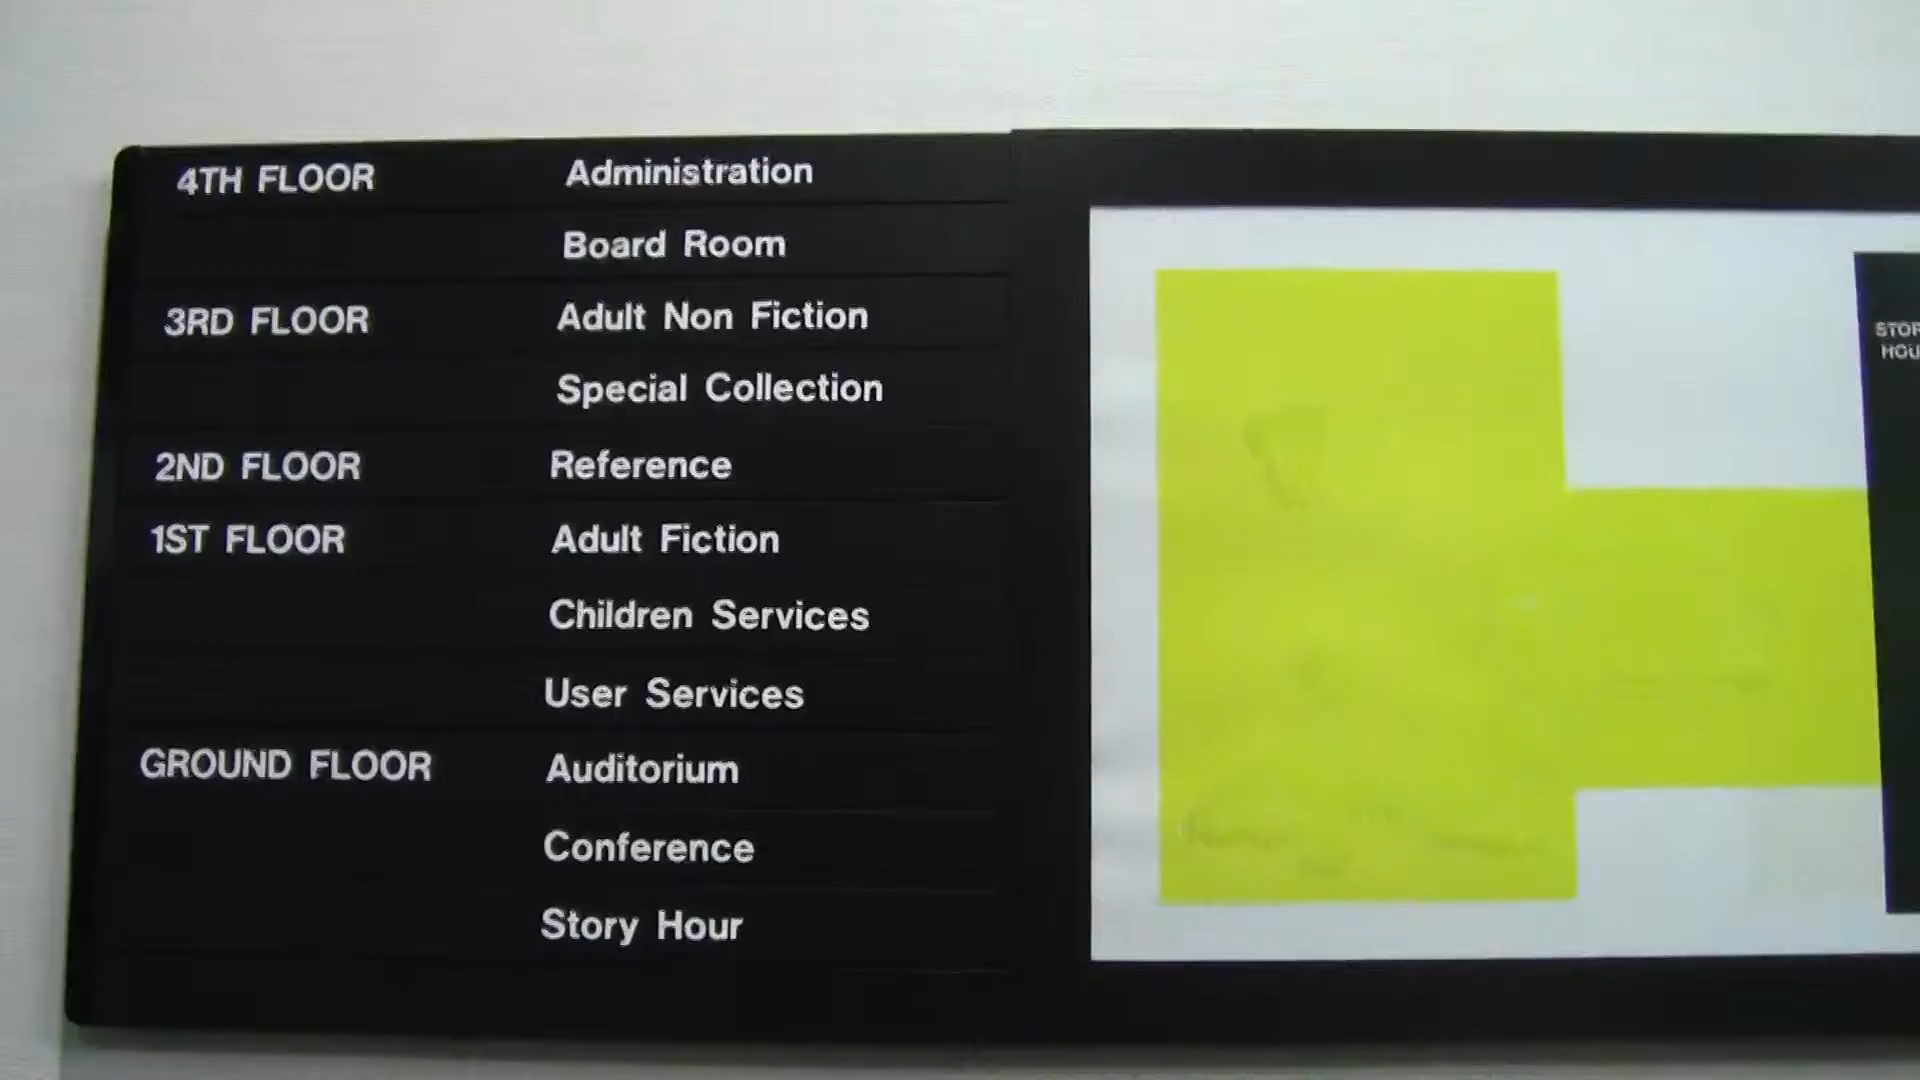 4TH FLOOR Administration
Board Room
3RD FLOOR Adult Non Fiction
Special Collection
2ND FLOOR Reference
1ST FLOOR Adult Fiction
Children Services
User Services
GROUND FLOOR Auditorium
Conference
Story Hour